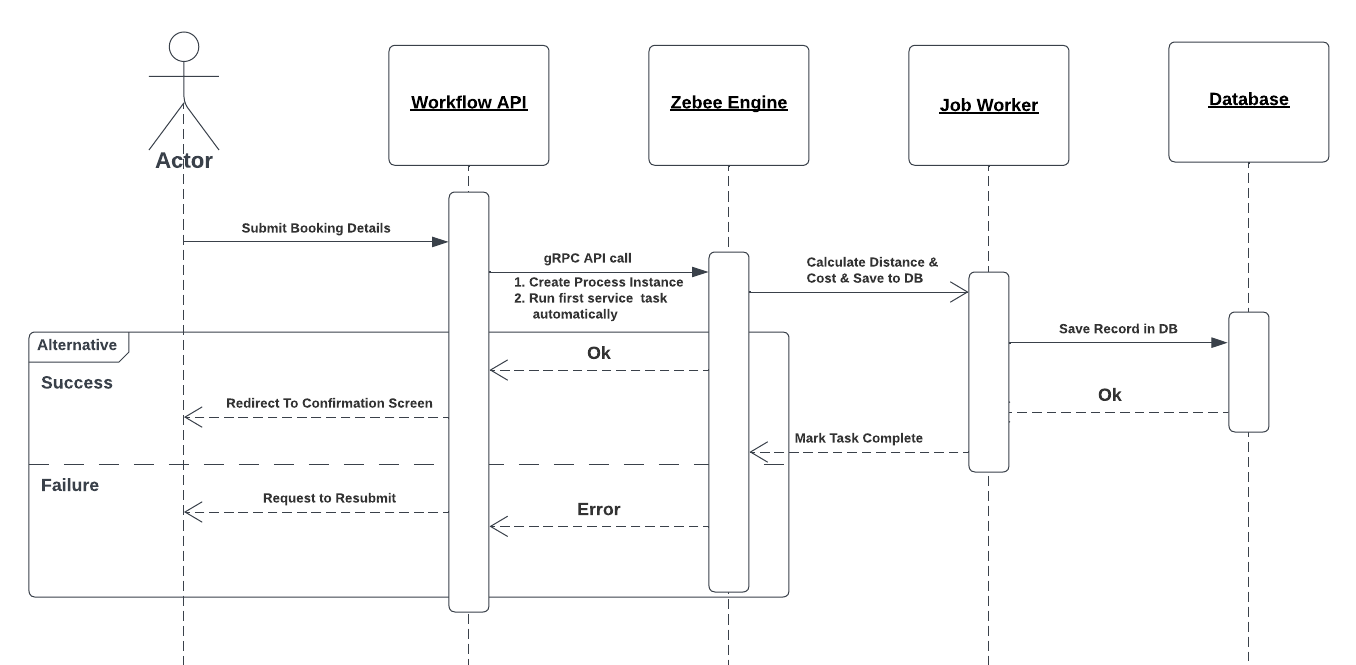 Actor
Workflow API
Zebee Engine
Job Worker
Database
Submit Booking Details
gRPC API call
1. Create Process Instance
2. Run first service task
automatically
Calculate Distance &
Cost & Save to DB
Save Record in DB
Alternative
Success
Ok
Redirect To Confirmation Screen
Ok
Mark Task Complete
Failure
Request to Resubmit
Error